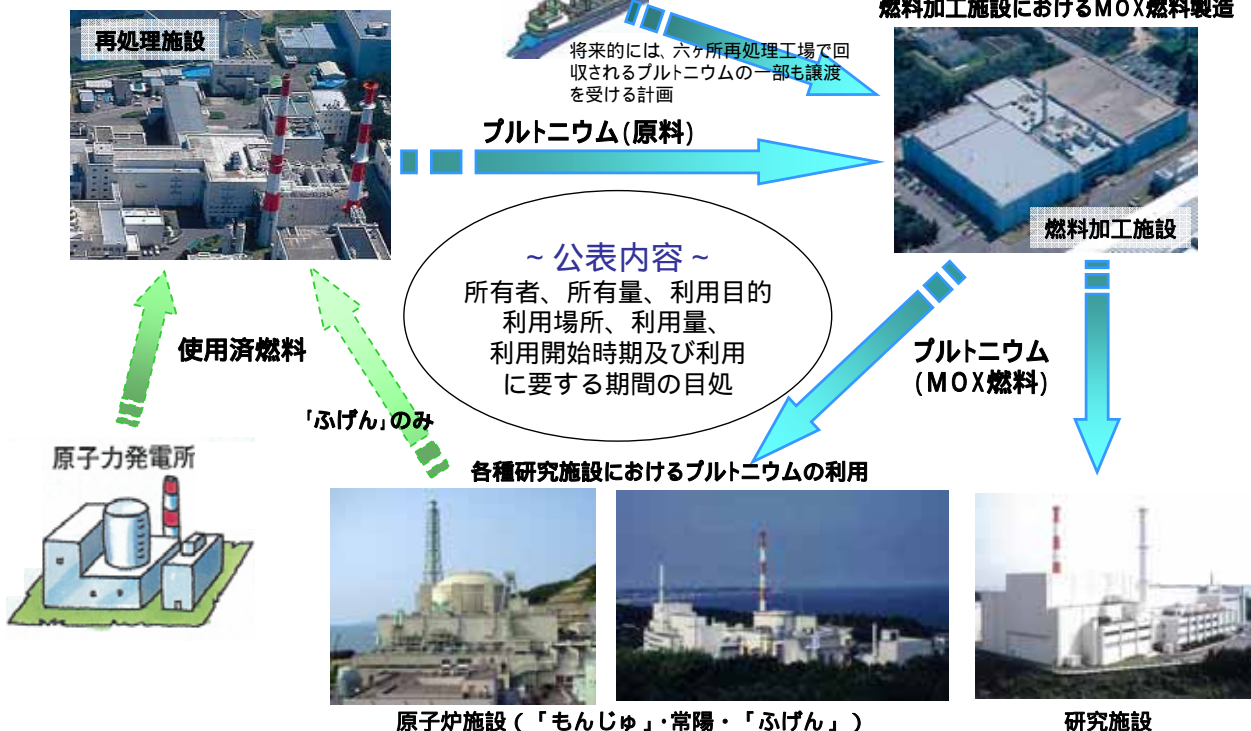 燃料加工施設におけるMOX燃料製造
再処理施設
将来的には、六ヶ所再処理工場で回
収されるプルトニウムの一部も譲渡
を受ける計画
プルトニウム(原料)
燃料加工施設
~公表内容~
所有者、所有量、利用目的
利用場所、利用量、
利用開始時期及び利用
に要する期間の目処
使用済燃料
「ふげん」のみ
プルトニウム
(MOX燃料)
原子力発電所
各種研究施設におけるプルトニウムの利用
原子炉施設(「もんじゅ」・常陽・「ふげん」)
研究施設